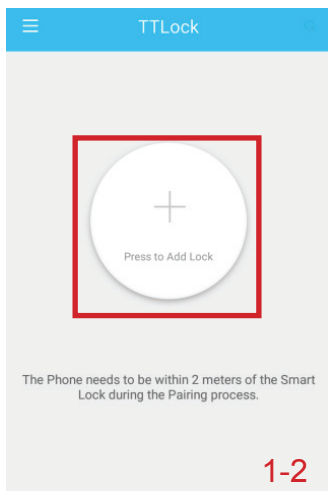 TTLock
Press to Add Lock
The Phone needs to be within 2 meters of the Smart
Lock during the Pairing process.
1-2